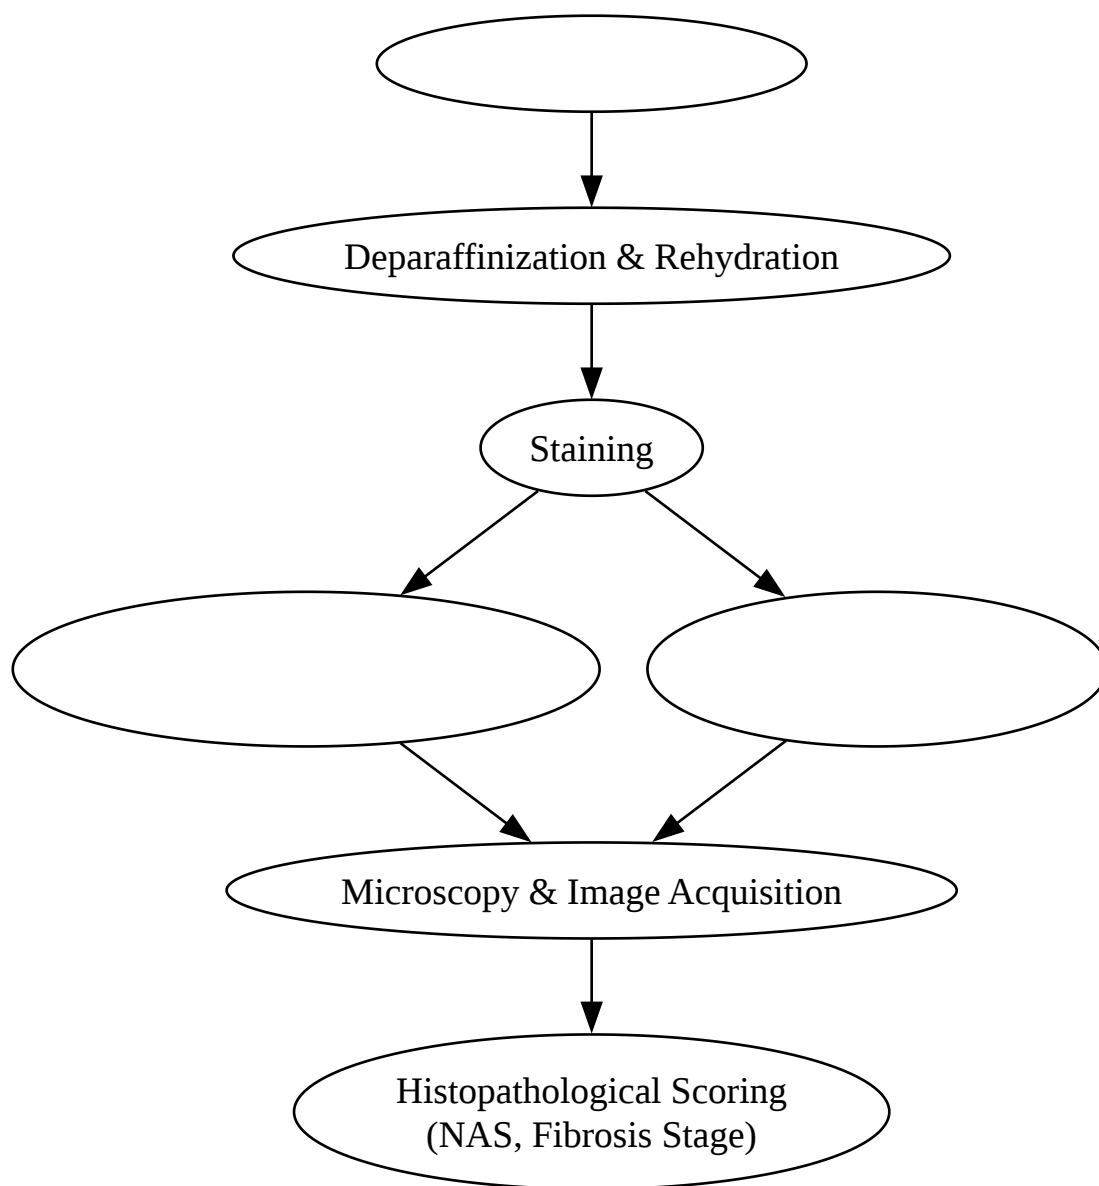 Deparaffinization & Rehydration
Staining
Microscopy & Image Acquisition
Histopathological Scoring
(NAS, Fibrosis Stage)